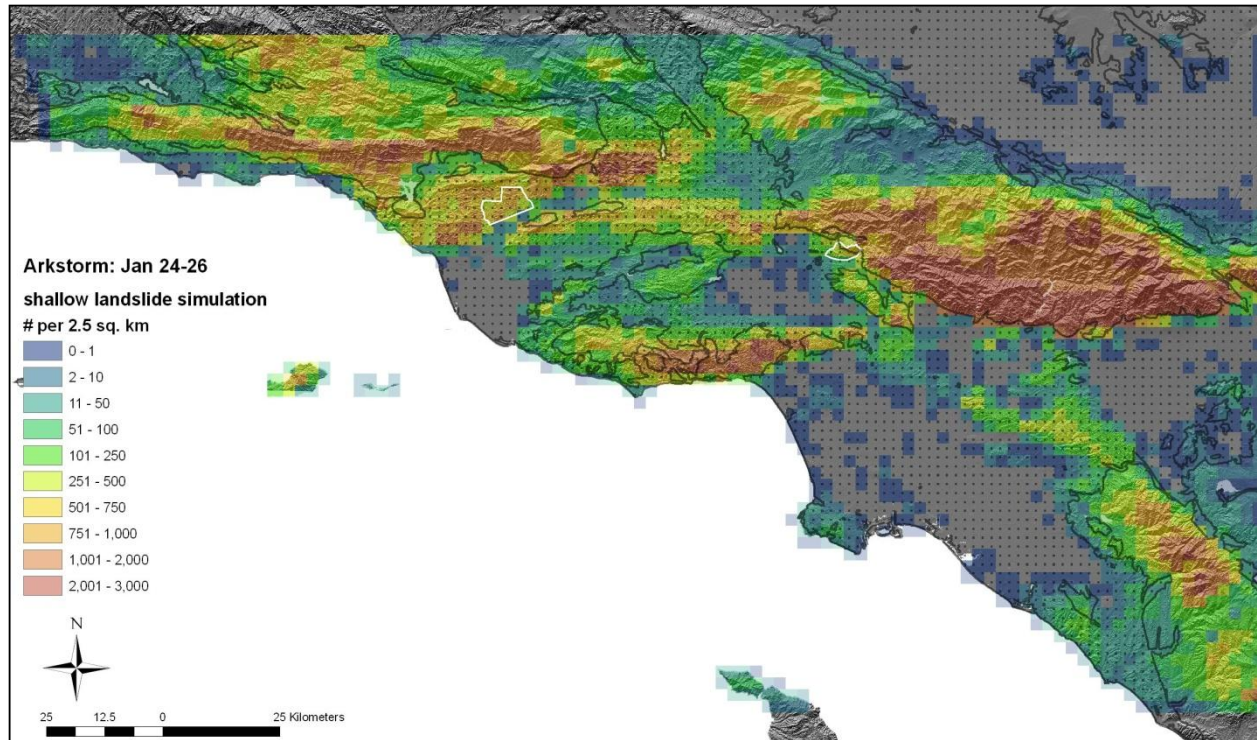 Arkstorm: Jan 24-26
shallow landslide simulation
# per 2.5 sq. km
0 - 1
2 - 10
11 - 50
51 - 100
101 - 250
251 - 500
501 - 750
751 - 1,000
1,001 - 2,000
2,001 - 3,000
N
25 12.5 0 25 Kilometers